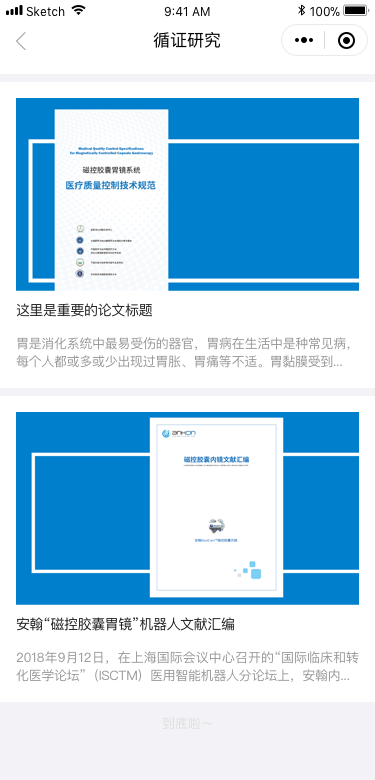 Sketch
9:41 AM
100%
循证研究
Medical Quality Control Specifications
for Magnetically Controlled Capsule Gastroscopy
磁控胶囊胃镜系统
医疗质量控制技术规范
这里是重要的论文标题
胃是消化系统中最易受伤的器官，胃病在生活中是种常见病，
每个人都或多或少出现过胃胀、胃痛等不适。胃黏膜受到...
ANKON
磁控胶囊内镜文献汇编
安翰“磁控胶囊胃镜”机器人文献汇编
2018年9月12日，在上海国际会议中心召开的“国际临床和转
化医学论坛”（ISCTM）医用智能机器人分论坛上，安翰内...
到底啦～